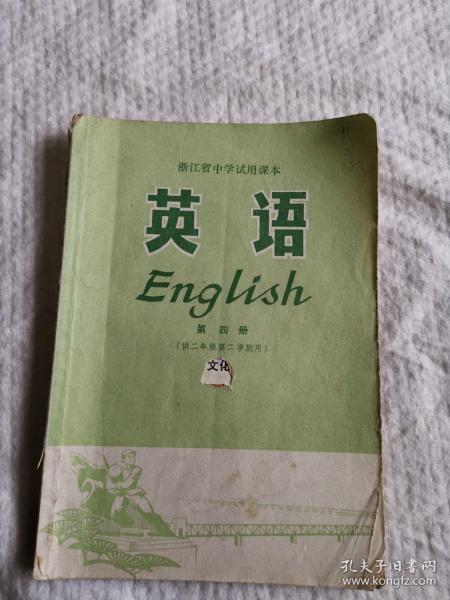 浙江省中学试用课本
英语
English
第四册
(供二年级第二学期用)
文化
孔夫子旧书网
www.kongfz.com